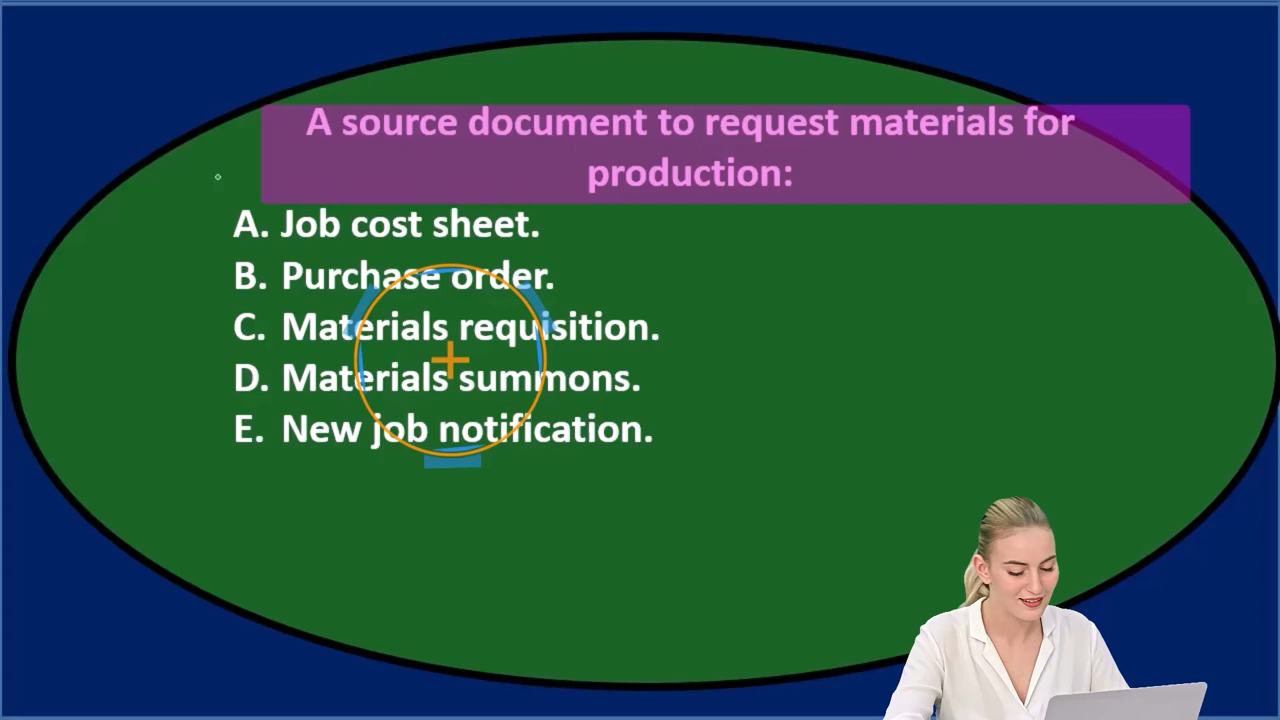 A source document to request materials for
production:
A. Job cost sheet.
B. Purchase order.
C. Materials requisition.
D. Materials summons.
E. New job notification.